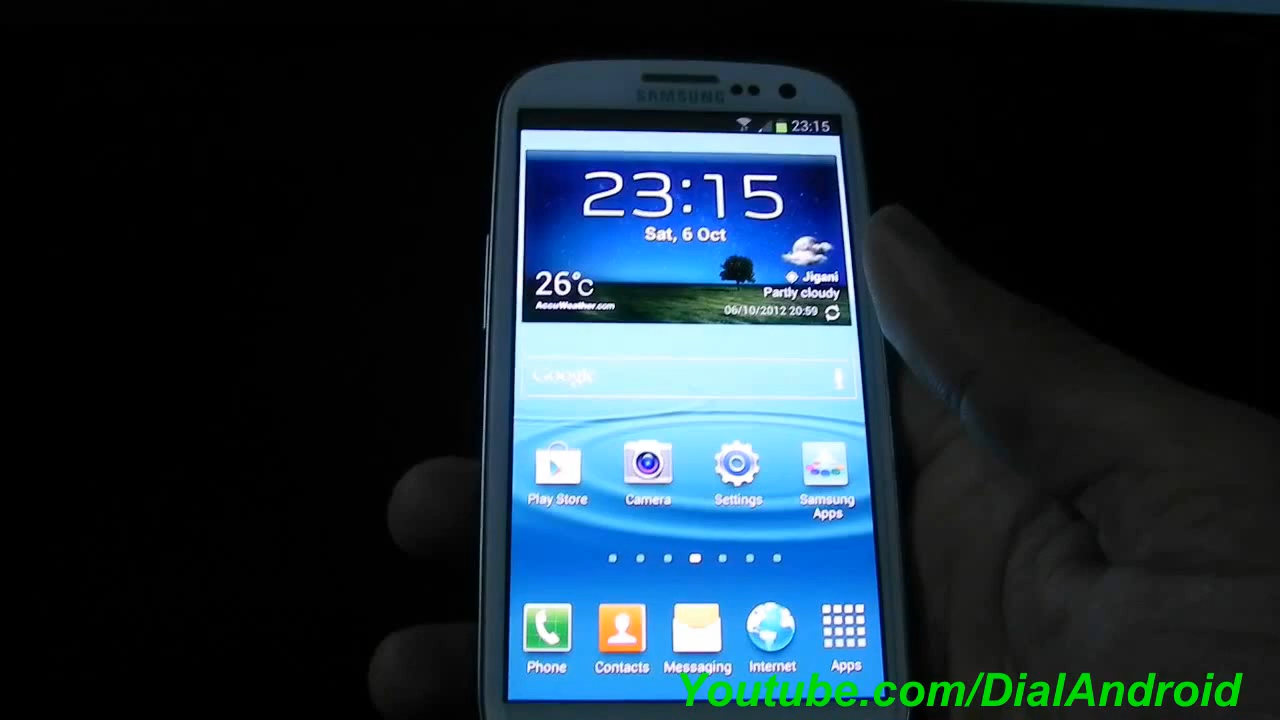 SAMSUNG
23:15
23:15
Sat, 6 Oct
26°C
AccuWeather.com
Jigani
Partly cloudy
06/10/2012 20:59
Google
Play Store
Camera
Settings
Samsung
Apps
Phone
Contacts
Messaging
Internet
Apps
Youtube.com/DialAndroid